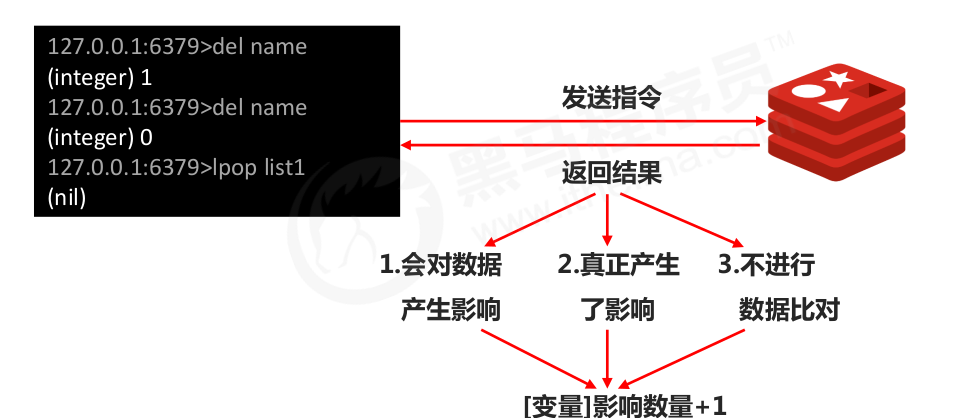 127.0.0.1:6379>del name
(integer) 1
127.0.0.1:6379>del name
(integer) 0
127.0.0.1:6379>lpop list1
(nil)
发送指令
返回结果
1.会对数据
产生影响
2.真正产生
了影响
3.不进行
数据比对
[变量]影响数量+1
黑马程序员™